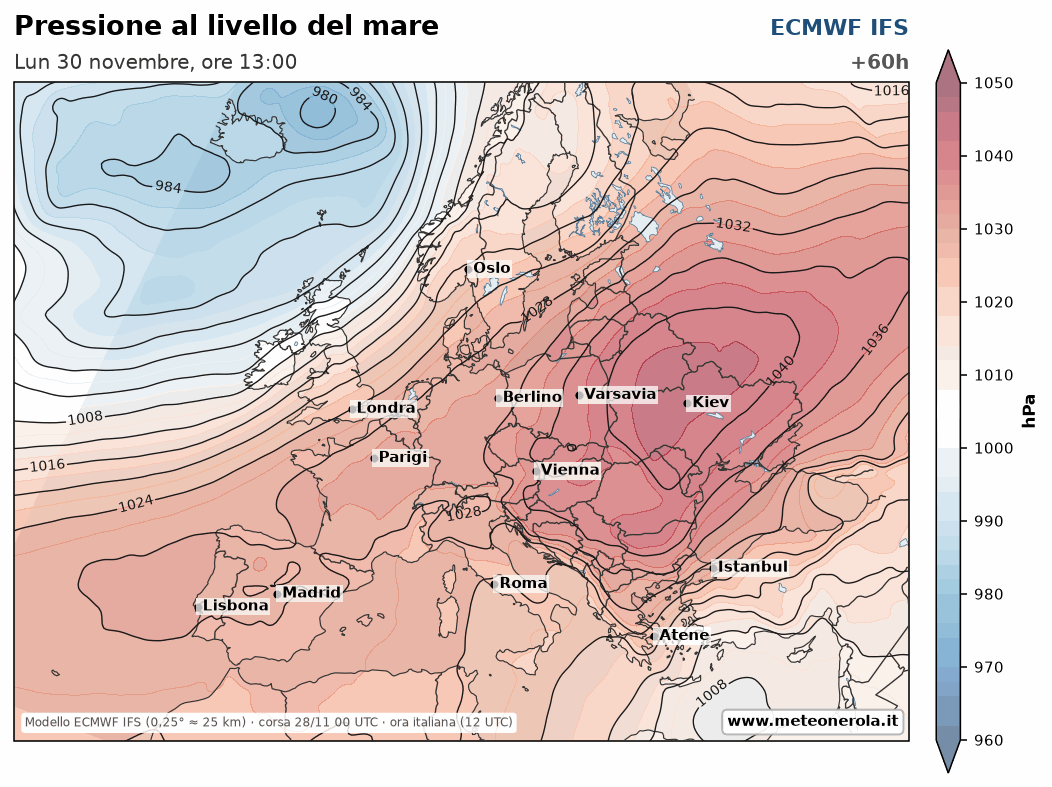 Pressione al livello del mare
ECMWF IFS
Lun 30 novembre, ore 13:00
+60h
980
984
1016
1050
984
1040
1032
1030
Oslo
1028
1020
1036
1040
1010
Berlino
Varsavia
Kiev
Londra
1008
hPa
1000
Parigi
1016
Vienna
1024
1028
990
Istanbul
Roma
980
Madrid
Lisbona
Atene
970
1008
Modello ECMWF IFS (0,25° ≈ 25 km) · corsa 28/11 00 UTC · ora italiana (12 UTC)
www.meteonerola.it
960